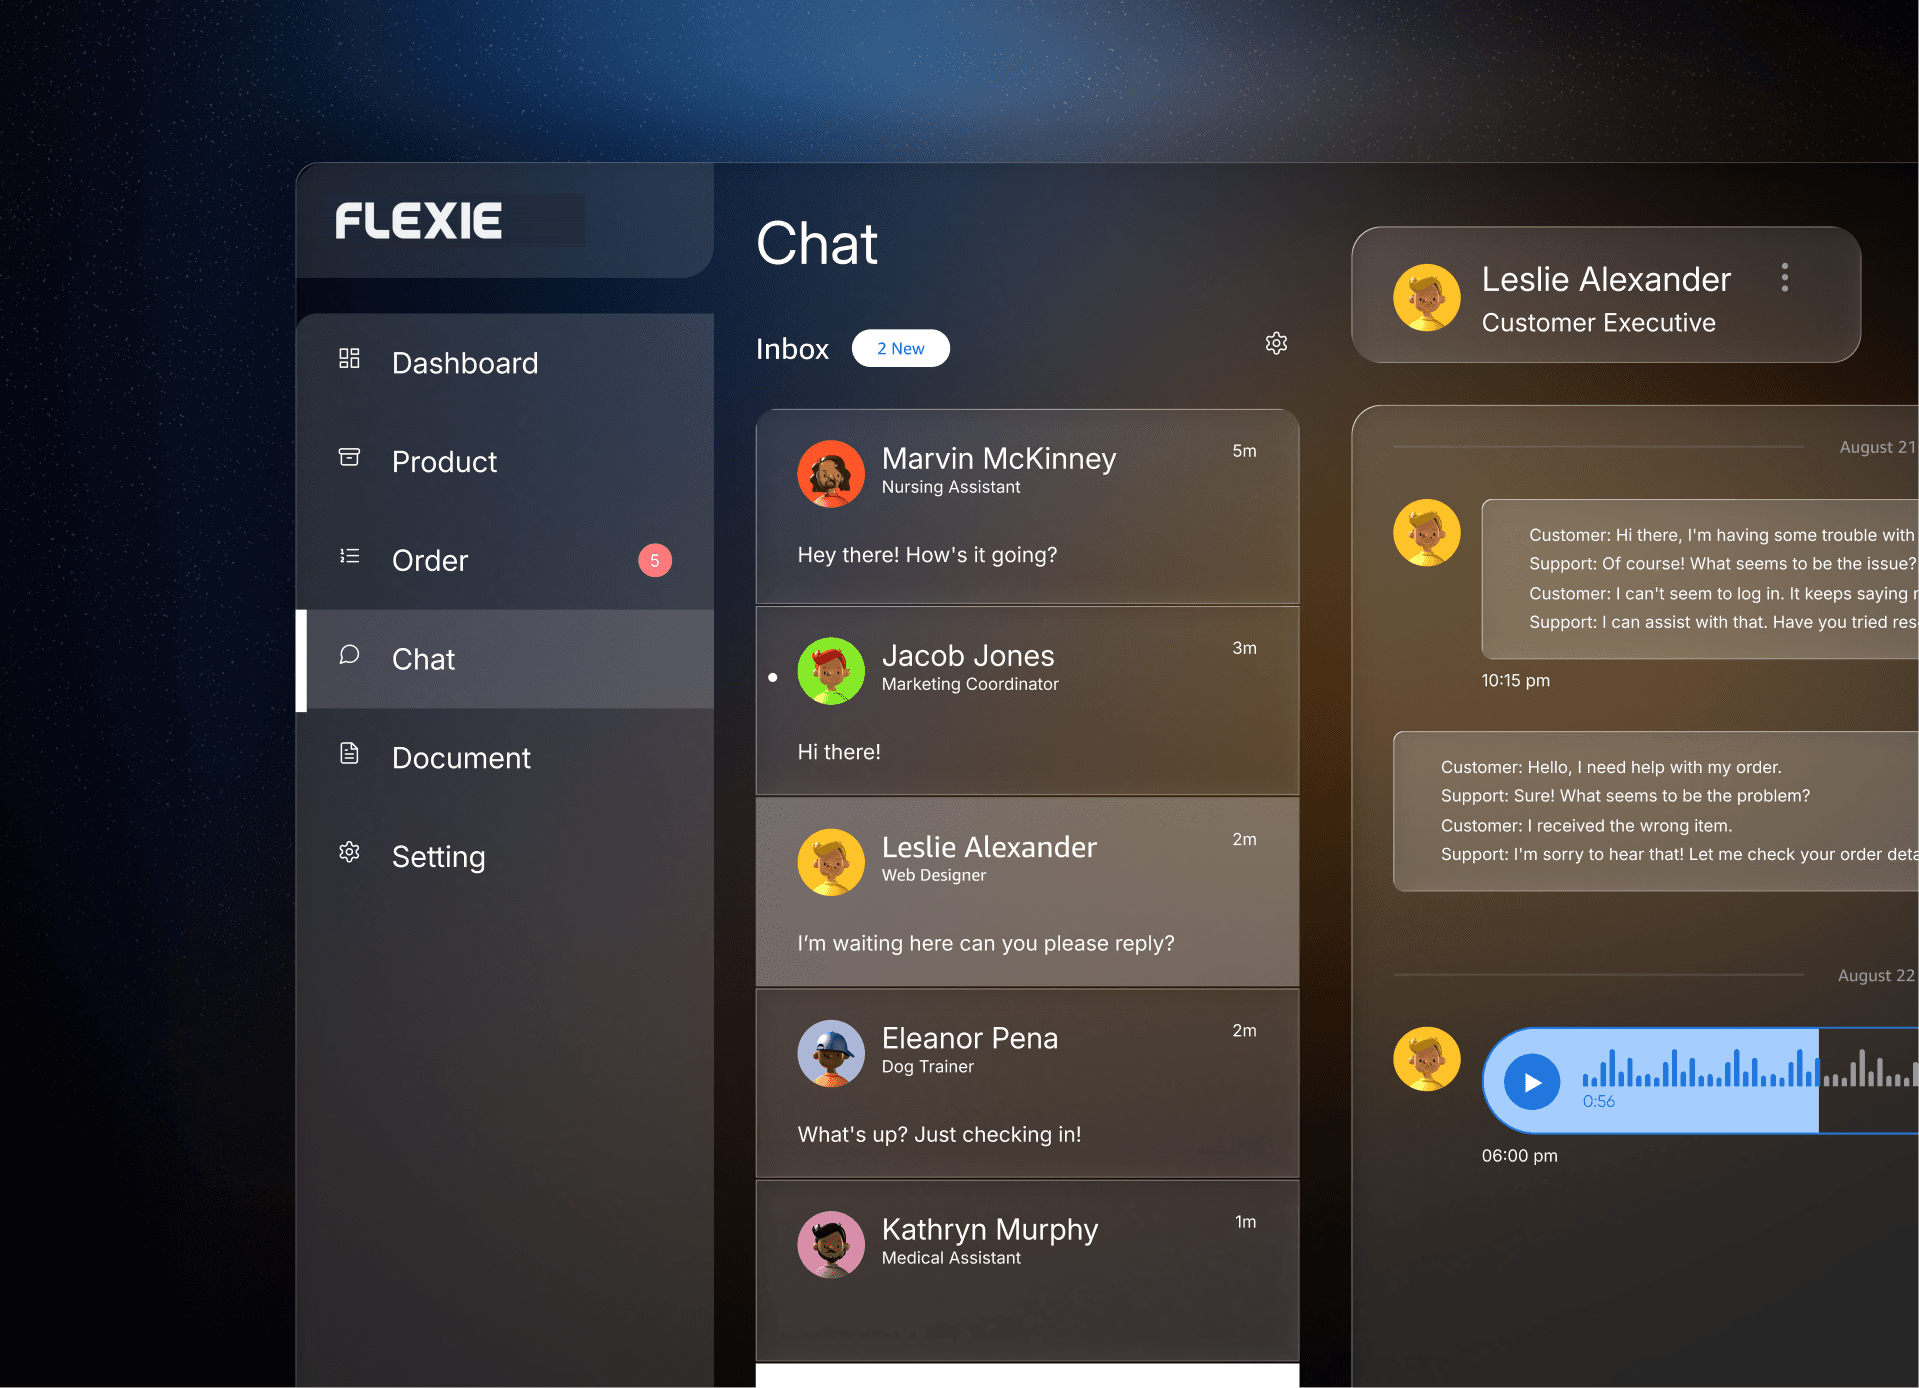 FLEXIE
Dashboard
Product
Order
5
Chat
Document
Setting
Chat
Inbox
2 New
Marvin McKinney
5m
Nursing Assistant
Hey there! How's it going?
Jacob Jones
3m
Marketing Coordinator
Hi there!
Leslie Alexander
2m
Web Designer
I’m waiting here can you please reply?
Eleanor Pena
2m
Dog Trainer
What's up? Just checking in!
Kathryn Murphy
1m
Medical Assistant
Leslie Alexander
Customer Executive
August 21
Customer: Hi there, I'm having some trouble with
Support: Of course! What seems to be the issue?
Customer: I can't seem to log in. It keeps saying
Support: I can assist with that. Have you tried
10:15 pm
Customer: Hello, I need help with my order.
Support: Sure! What seems to be the problem?
Customer: I received the wrong item.
Support: I'm sorry to hear that! Let me check your order
August 22
0:56
06:00 pm